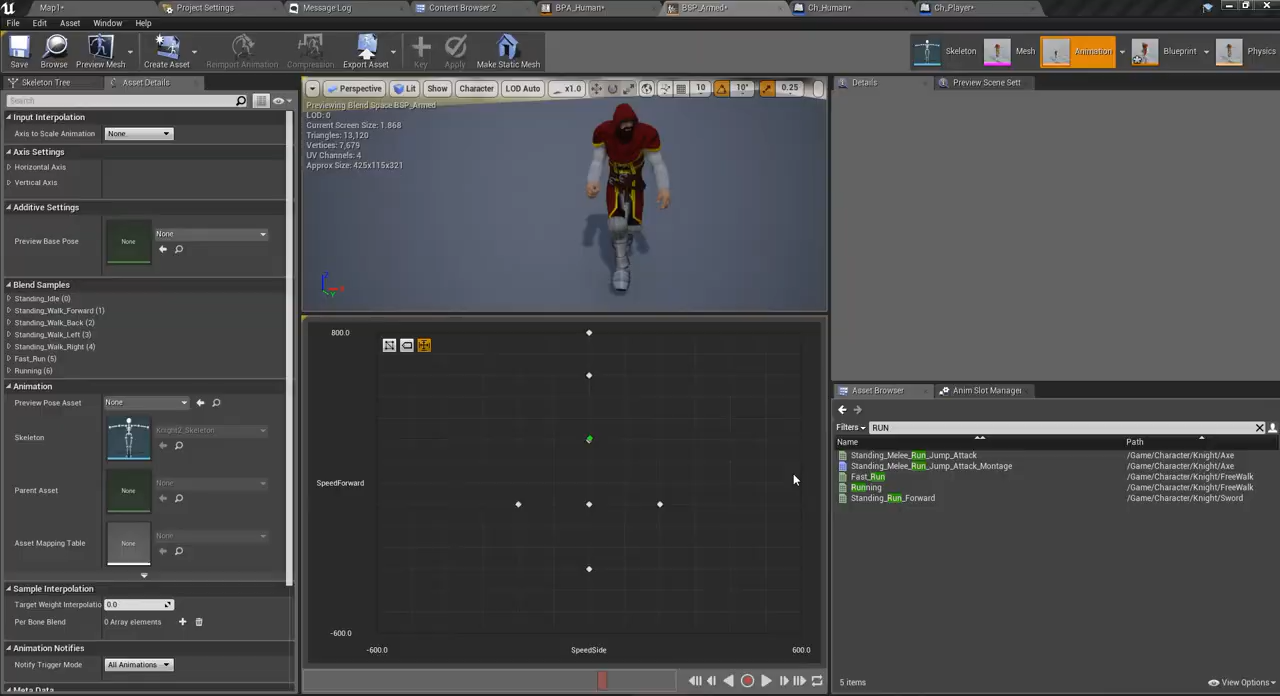 Map1*
Project Settings
Message Log
Content Browser 2
BPA_Human*
BSP_Armed*
Ch_Human*
Ch_Player*
File Edit Asset Window Help
Save
Browse
Preview Mesh
Create Asset
Reimport Animation
Compression
Export Asset
Key
Apply
Make Static Mesh
Skeleton
Mesh
Animation
Blueprint
Physics
Skeleton Tree
Asset Details
Search
Input Interpolation
Axis to Scale Animation None
Axis Settings
Horizontal Axis
Vertical Axis
Additive Settings
Preview Base Pose None None
Blend Samples
Standing_Idle (0)
Standing_Walk_Forward (1)
Standing_Walk_Back (2)
Standing_Walk_Left (3)
Standing_Walk_Right (4)
Fast_Run (5)
Running (6)
Animation
Preview Pose Asset None
Skeleton Knight2_Skeleton
Parent Asset None None
Asset Mapping Table None None
Sample Interpolation
Target Weight Interpolatio 0.0
Per Bone Blend 0 Array elements
Animation Notifies
Notify Trigger Mode All Animations
Meta Data
Perspective Lit Show Character LOD Auto x1.0 10 10° 0.25
Previewing Blend Space BSP_Armed
LOD: 0
Current Screen Size: 1.868
Triangles: 13,120
Vertices: 7,679
UV Channels: 4
Approx Size: 425x115x321
800.0
SpeedForward
-600.0
-600.0 SpeedSide 600.0
Details
Preview Scene Sett
Asset Browser
Anim Slot Manager
Filters RUN
Name Path
Standing_Melee_Run_Jump_Attack /Game/Character/Knight/Axe
Standing_Melee_Run_Jump_Attack_Montage /Game/Character/Knight/Axe
Fast_Run /Game/Character/Knight/FreeWalk
Running /Game/Character/Knight/FreeWalk
Standing_Run_Forward /Game/Character/Knight/Sword
5 items
View Options